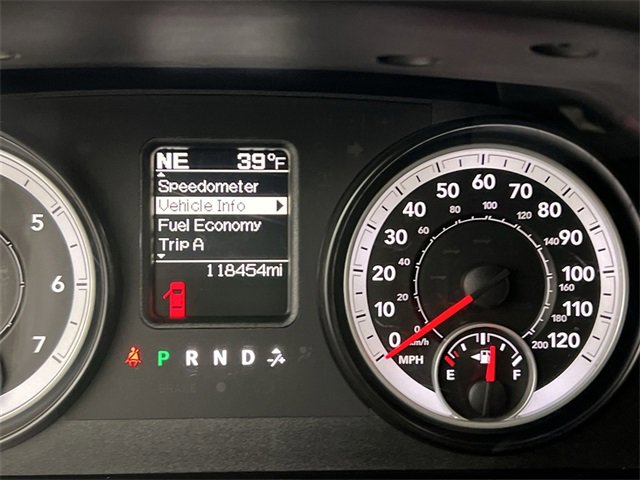 NE 39°F
Speedometer
Vehicle Info
Fuel Economy
Trip A
118454mi
P R N D
5
6
7
0 10 20 30 40 50 60 70 80 90 100 110 120
MPH
0 20 40 60 80 100 120 140 160 180 200
km/h
E F